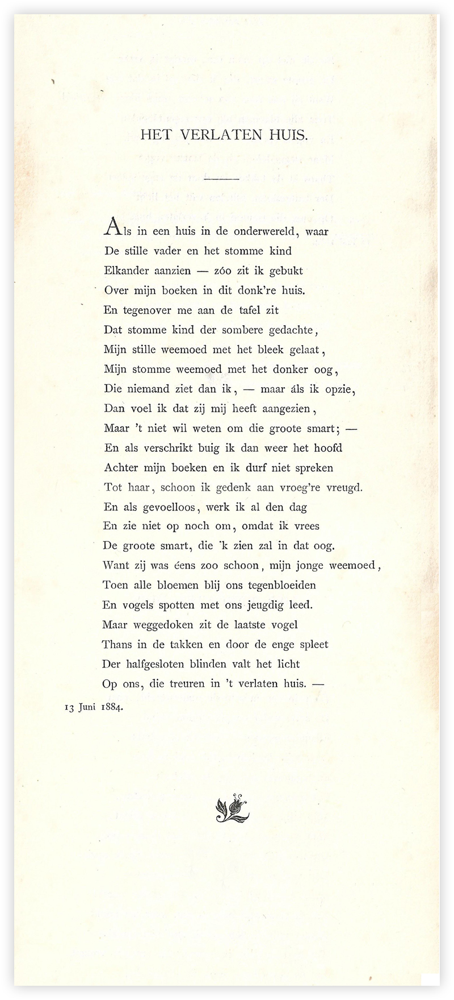 HET VERLATEN HUIS.
Als in een huis in de onderwereld, waar
De stille vader en het stomme kind
Elkander aanzien — zóo zit ik gebukt
Over mijn boeken in dit donk're huis.
En tegenover me aan de tafel zit
Dat stomme kind der sombere gedachte,
Mijn stille weemoed met het bleek gelaat,
Mijn stomme weemoed met het donker oog,
Die niemand ziet dan ik, — maar áls ik opzie,
Dan voel ik dat zij mij heeft aangezien,
Maar 't niet wil weten om die groote smart; —
En als verschrikt buig ik dan weer het hoofd
Achter mijn boeken en ik durf niet spreken
Tot haar, schoon ik gedenk aan vroeg're vreugd.
En als gevoelloos, werk ik al den dag
En zie niet op noch om, omdat ik vrees
De groote smart, die 'k zien zal in dat oog.
Want zij was éens zoo schoon, mijn jonge weemoed,
Toen alle bloemen blij ons tegenbloeiden
En vogels spotten met ons jeugdig leed.
Maar weggedoken zit de laatste vogel
Thans in de takken en door de enge spleet
Der halfgesloten blinden valt het licht
Op ons, die treuren in 't verlaten huis. —
13 Juni 1884.